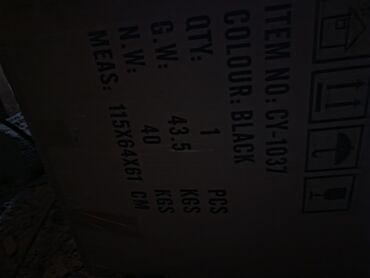 ITEM NO: CY-1037
COLOUR: BLACK
QTY: 1 PCS
G.W: 43.5 KGS
N.W: 40 KGS
MEAS: 115X64X61 CM